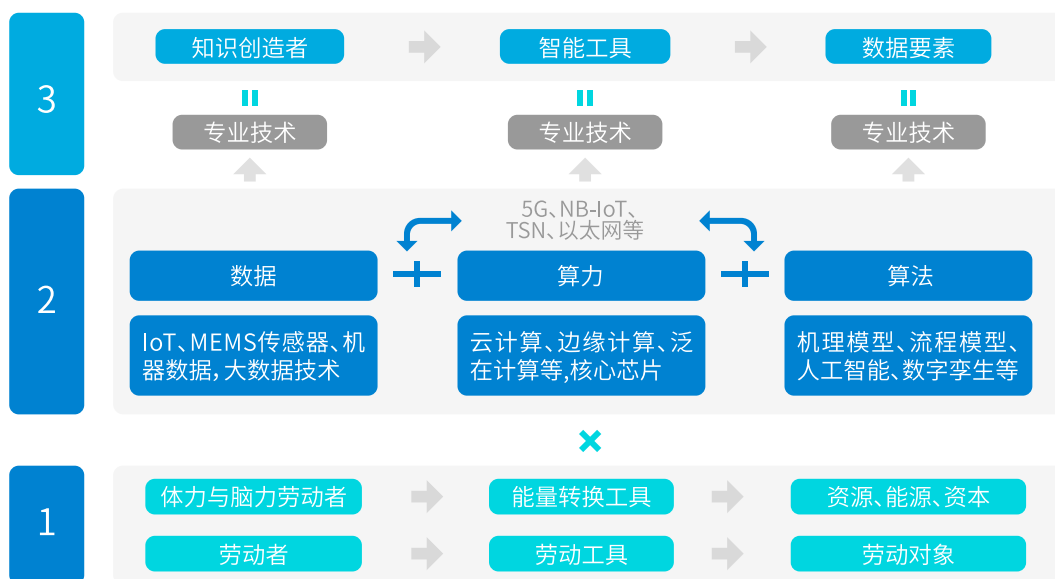 3
知识创造者
智能工具
数据要素
专业技术
专业技术
专业技术
2
5G、NB-IoT、
TSN、以太网等
数据
算力
算法
IoT、MEMS传感器、机
器数据,大数据技术
云计算、边缘计算、泛
在计算等,核心芯片
机理模型、流程模型、
人工智能、数字孪生等
1
体力与脑力劳动者
能量转换工具
资源、能源、资本
劳动者
劳动工具
劳动对象